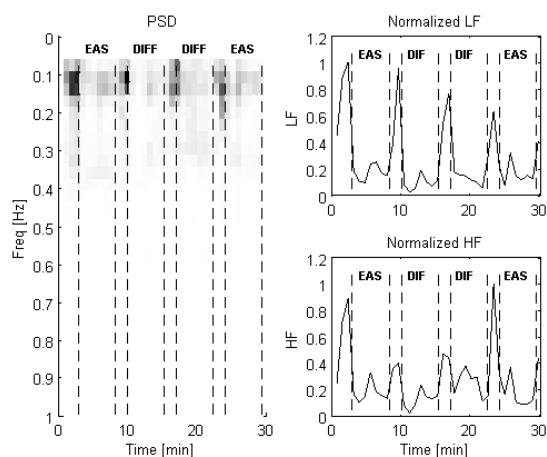 PSD
EAS DIFF DIFF EAS
0
0.1
0.2
0.3
0.4
0.5
0.6
0.7
0.8
0.9
1
Freq [Hz]
0 10 20 30
Time [min]
Normalized LF
EAS DIF DIF EAS
1.2
1
0.8
0.6
0.4
0.2
0
LF
0 10 20 30
Normalized HF
EAS DIF DIF EAS
1.2
1
0.8
0.6
0.4
0.2
0
HF
0 10 20 30
Time [min]